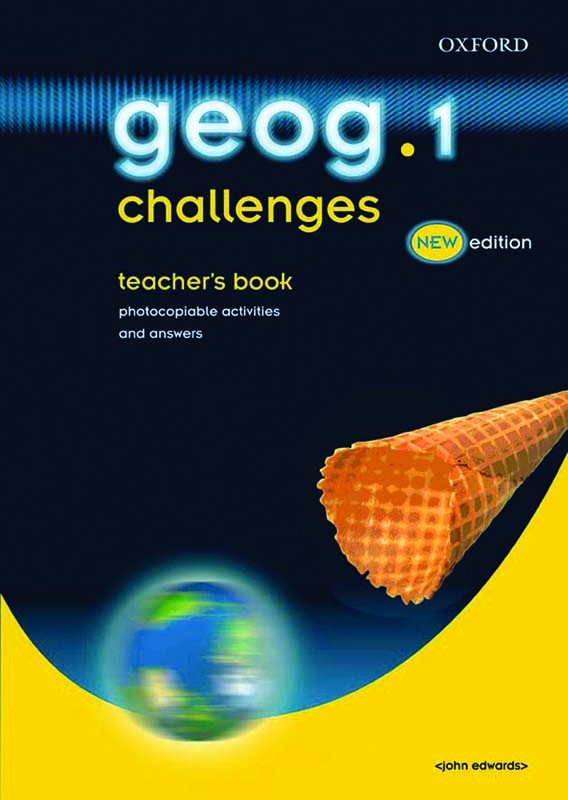 OXFORD
geog.1
challenges
NEW edition
teacher's book
photocopiable activities
and answers
<john edwards>